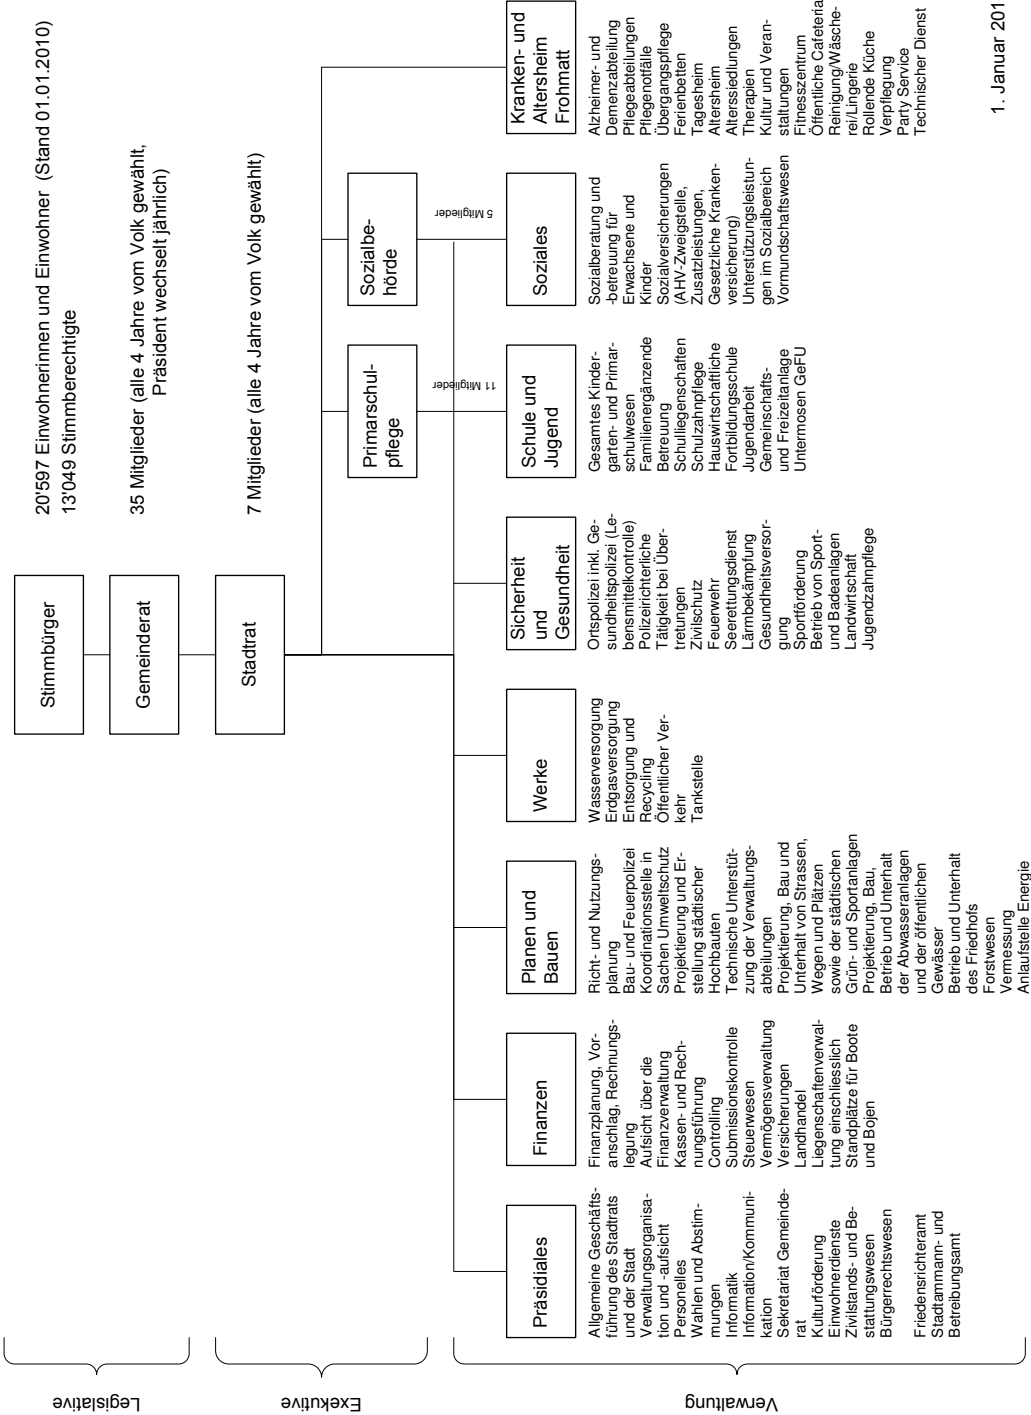 Legislative
Stimmbürger
20'597 Einwohnerinnen und Einwohner (Stand 01.01.2010)
13'049 Stimmberechtigte
Gemeinderat
35 Mitglieder (alle 4 Jahre vom Volk gewählt,
Präsident wechselt jährlich)
Exekutive
Stadtrat
7 Mitglieder (alle 4 Jahre vom Volk gewählt)
Primarschul-
pflege
Sozialbe-
hörde
11 Mitglieder
5 Mitglieder
Verwaltung
Präsidiales
Allgemeine Geschäfts-
führung des Stadtrats
und der Stadt
Verwaltungsorganisa-
tion und -aufsicht
Personelles
Wahlen und Abstim-
mungen
Informatik
Information/Kommuni-
kation
Sekretariat Gemeinde-
rat
Kulturförderung
Einwohnerdienste
Zivilstands- und Be-
stattungswesen
Bürgerrechtswesen
Friedensrichteramt
Stadtammann- und
Betreibungsamt
Finanzen
Finanzplanung, Vor-
anschlag, Rechnungs-
legung
Aufsicht über die
Finanzverwaltung
Kassen- und Rech-
nungsführung
Controlling
Submissionskontrolle
Steuerwesen
Vermögensverwaltung
Versicherungen
Landhandel
Liegenschaftenverwal-
tung einschliesslich
Standplätze für Boote
und Bojen
Planen und
Bauen
Richt- und Nutzungs-
planung
Bau- und Feuerpolizei
Koordinationsstelle in
Sachen Umweltschutz
Projektierung und Er-
stellung städtischer
Hochbauten
Technische Unterstüt-
zung der Verwaltungs-
abteilungen
Projektierung, Bau und
Unterhalt von Strassen,
Wegen und Plätzen
sowie der städtischen
Grün- und Sportanlagen
Projektierung, Bau,
Betrieb und Unterhalt
der Abwasseranlagen
und der öffentlichen
Gewässer
Betrieb und Unterhalt
des Friedhofs
Forstwesen
Vermessung
Anlaufstelle Energie
Werke
Wasserversorgung
Erdgasversorgung
Entsorgung und
Recycling
Öffentlicher Ver-
kehr
Tankstelle
Sicherheit
und
Gesundheit
Ortspolizei inkl. Ge-
sundheitspolizei (Le-
bensmittelkontrolle)
Polizeirichterliche
Tätigkeit bei Über-
tretungen
Zivilschutz
Feuerwehr
Seerettungsdienst
Lärmbekämpfung
Gesundheitsversor-
gung
Sportförderung
Betrieb von Sport-
und Badeanlagen
Landwirtschaft
Jugendzahnpflege
Schule und
Jugend
Gesamtes Kinder-
garten- und Primar-
schulwesen
Familienergänzende
Betreuung
Schulliegenschaften
Schulzahnpflege
Hauswirtschaftliche
Fortbildungsschule
Jugendarbeit
Gemeinschafts-
und Freizeitanlage
Untermosen GeFU
Soziales
Sozialberatung und
-betreuung für
Erwachsene und
Kinder
Sozialversicherungen
(AHV-Zweigstelle,
Zusatzleistungen,
Gesetzliche Kranken-
versicherung)
Unterstützungsleistun-
gen im Sozialbereich
Vormundschaftswesen
Kranken- und
Altersheim
Frohmatt
Alzheimer- und
Demenzabteilung
Pflegeabteilungen
Pflegenotfälle
Übergangspflege
Ferienbetten
Tagesheim
Altersheim
Alterssiedlungen
Therapien
Kultur und Veran-
staltungen
Fitnesszentrum
Öffentliche Cafeteria
Reinigung/Wäsche-
rei/Lingerie
Rollende Küche
Verpflegung
Party Service
Technischer Dienst
1. Januar 201